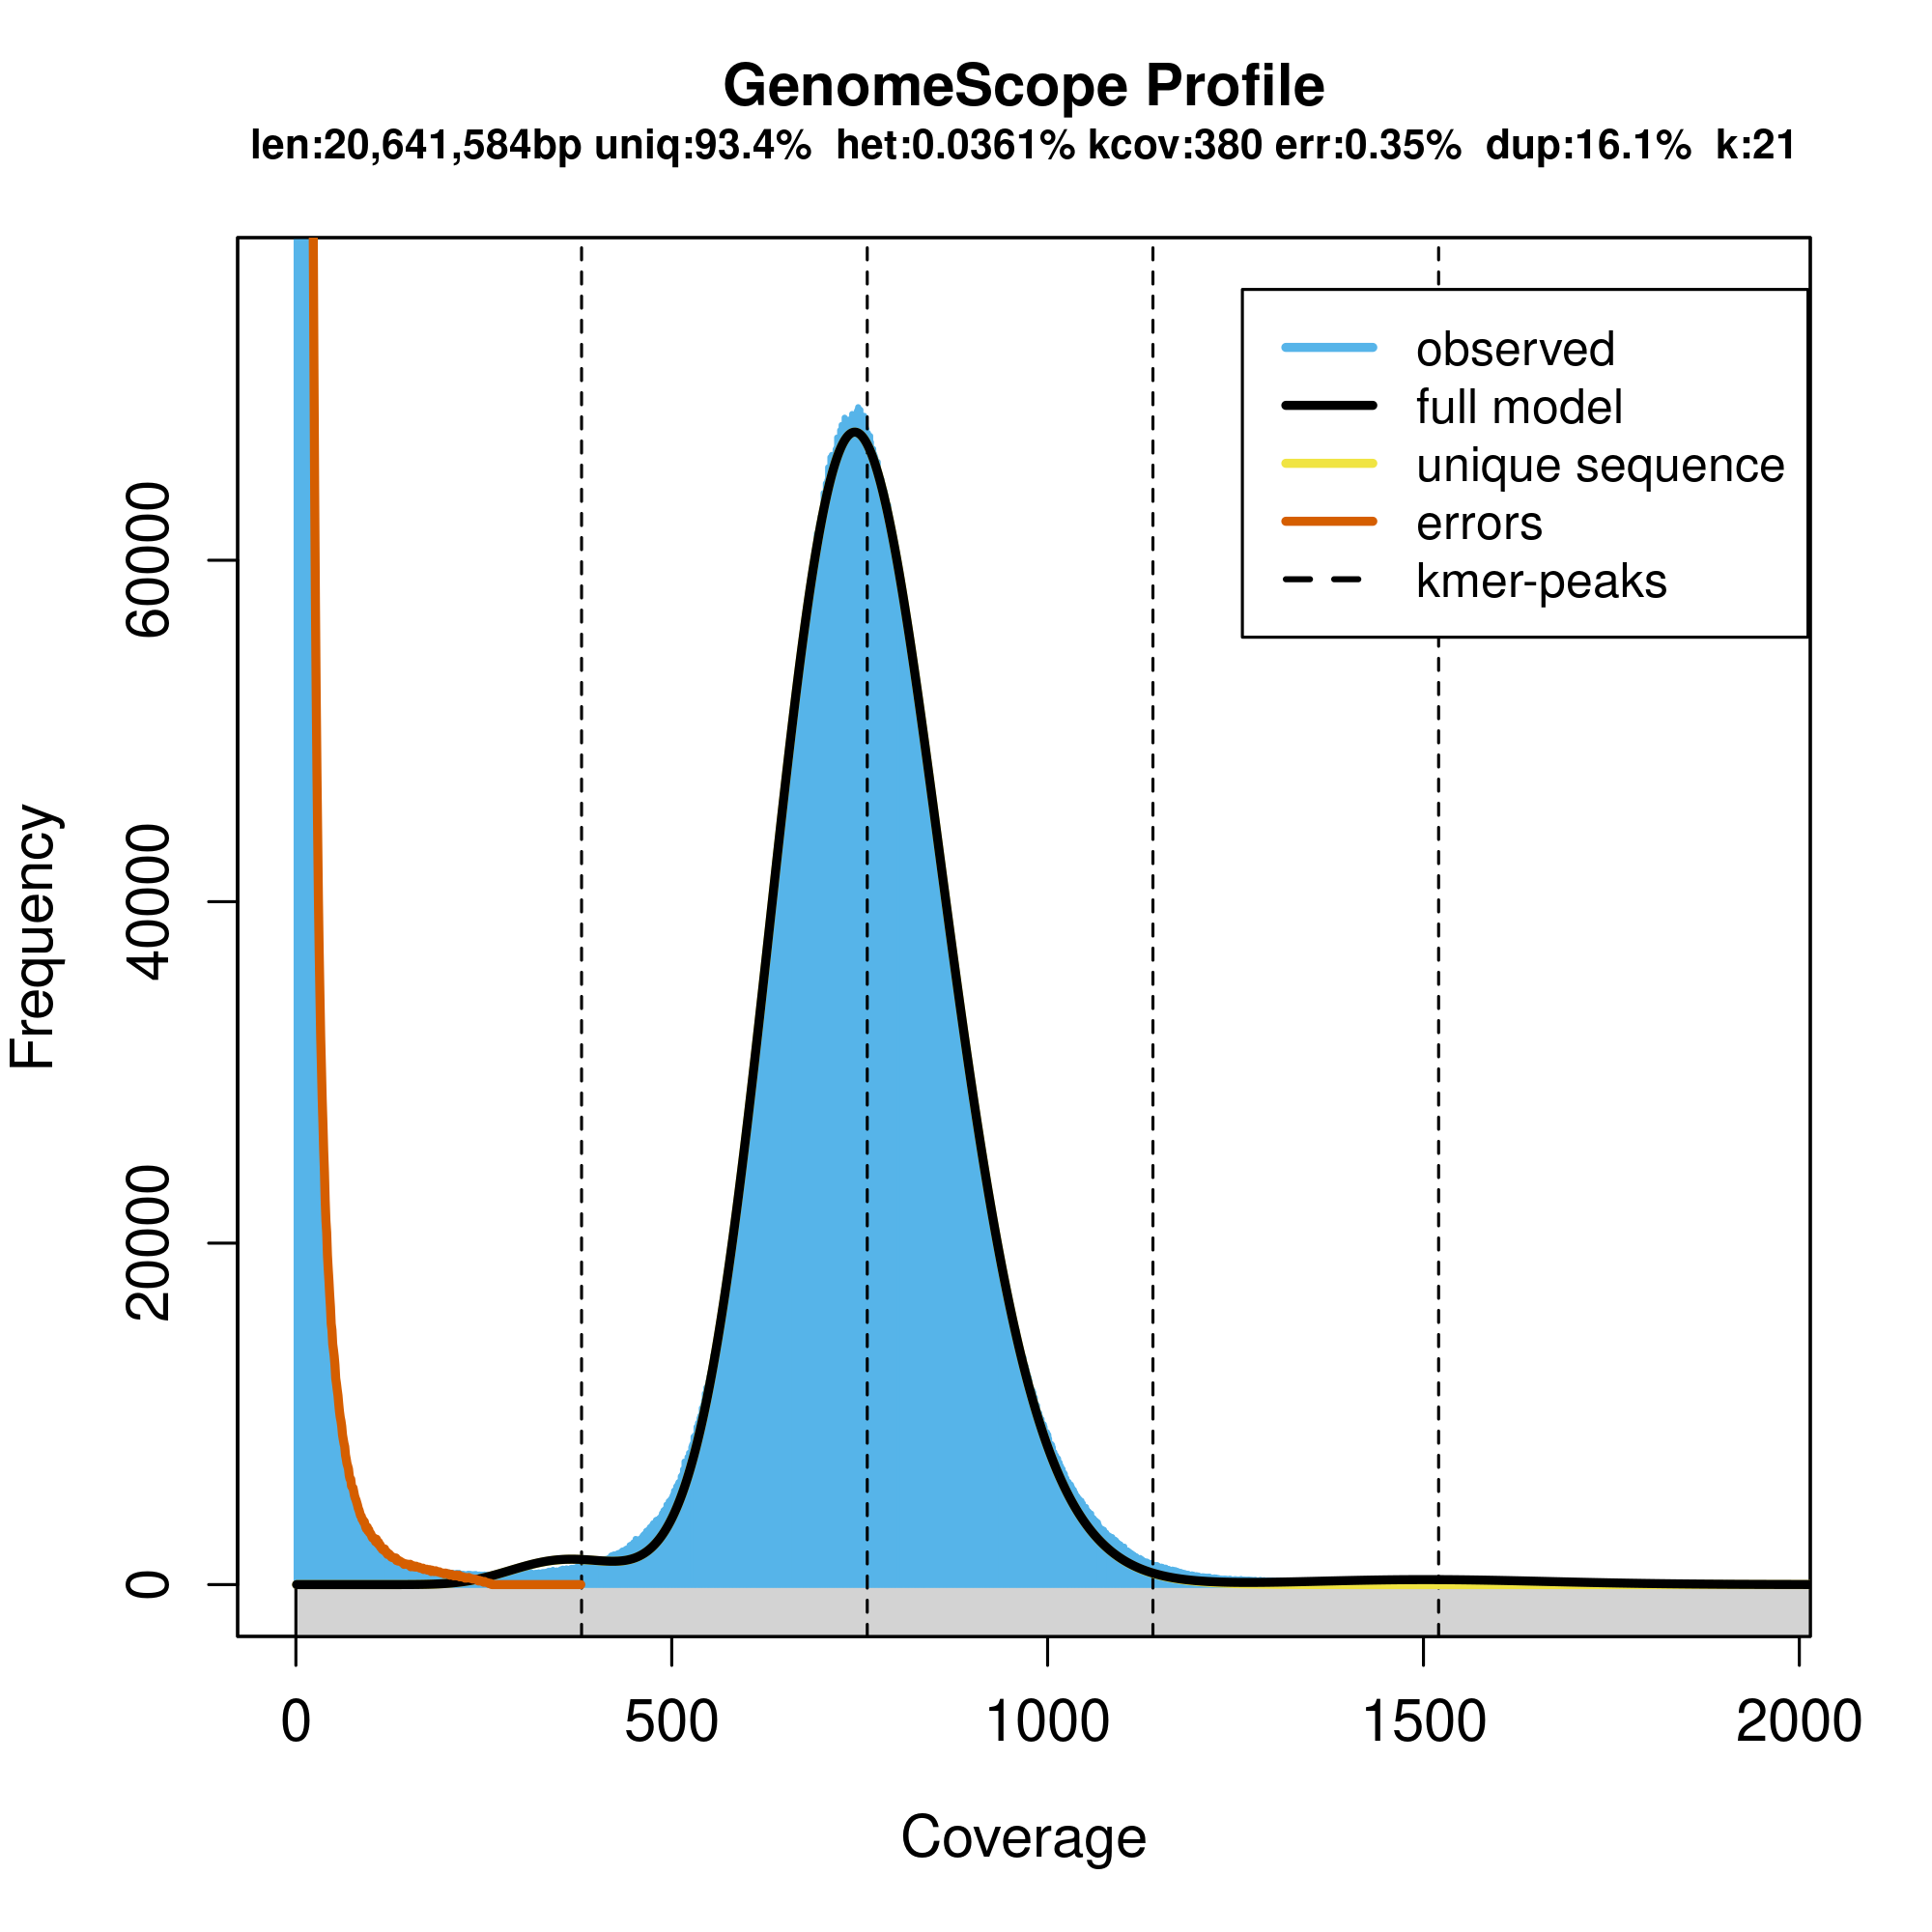 GenomeScope Profile
len:20,641,584bp uniq:93.4% het:0.0361% kcov:380 err:0.35% dup:16.1% k:21
observed
full model
unique sequence
errors
kmer-peaks
Frequency
60000
40000
20000
0
0 500 1000 1500 2000
Coverage